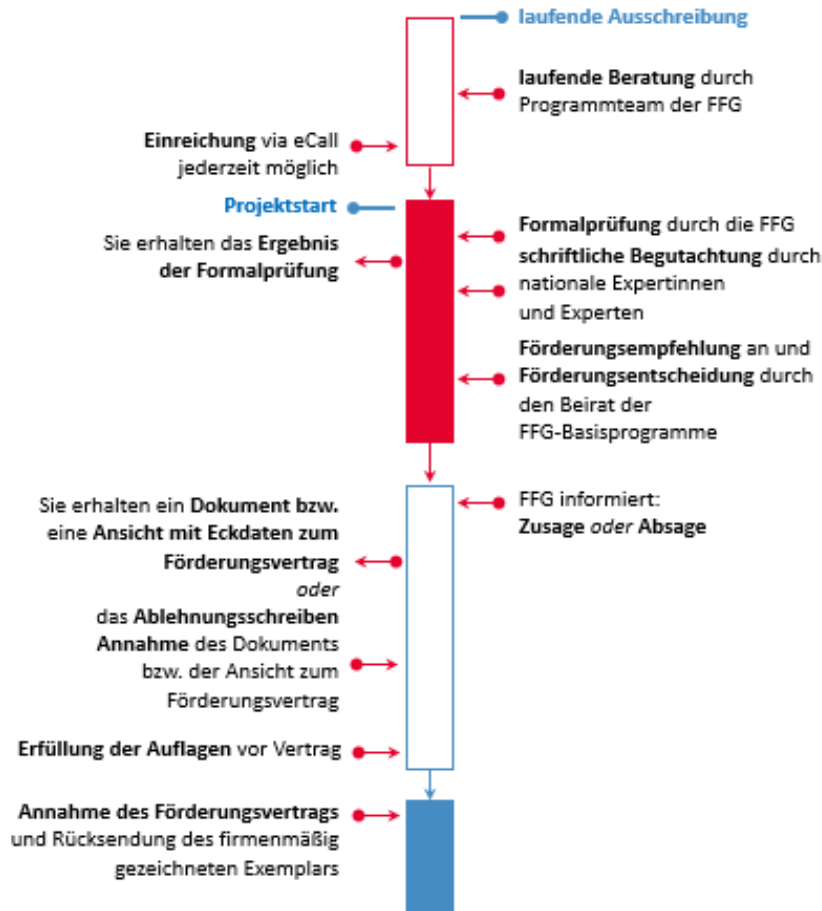 laufende Ausschreibung
laufende Beratung durch
Programmteam der FFG
Einreichung via eCall
jederzeit möglich
Projektstart
Sie erhalten das Ergebnis
der Formalprüfung
Formalprüfung durch die FFG
schriftliche Begutachtung durch
nationale Expertinnen
und Experten
Förderungsempfehlung an und
Förderungsentscheidung durch
den Beirat der
FFG-Basisprogramme
FFG informiert:
Zusage oder Absage
Sie erhalten ein Dokument bzw.
eine Ansicht mit Eckdaten zum
Förderungsvertrag
oder
das Ablehnungsschreiben
Annahme des Dokuments
bzw. der Ansicht zum
Förderungsvertrag
Erfüllung der Auflagen vor Vertrag
Annahme des Förderungsvertrags
und Rücksendung des firmenmäßig
gezeichneten Exemplars